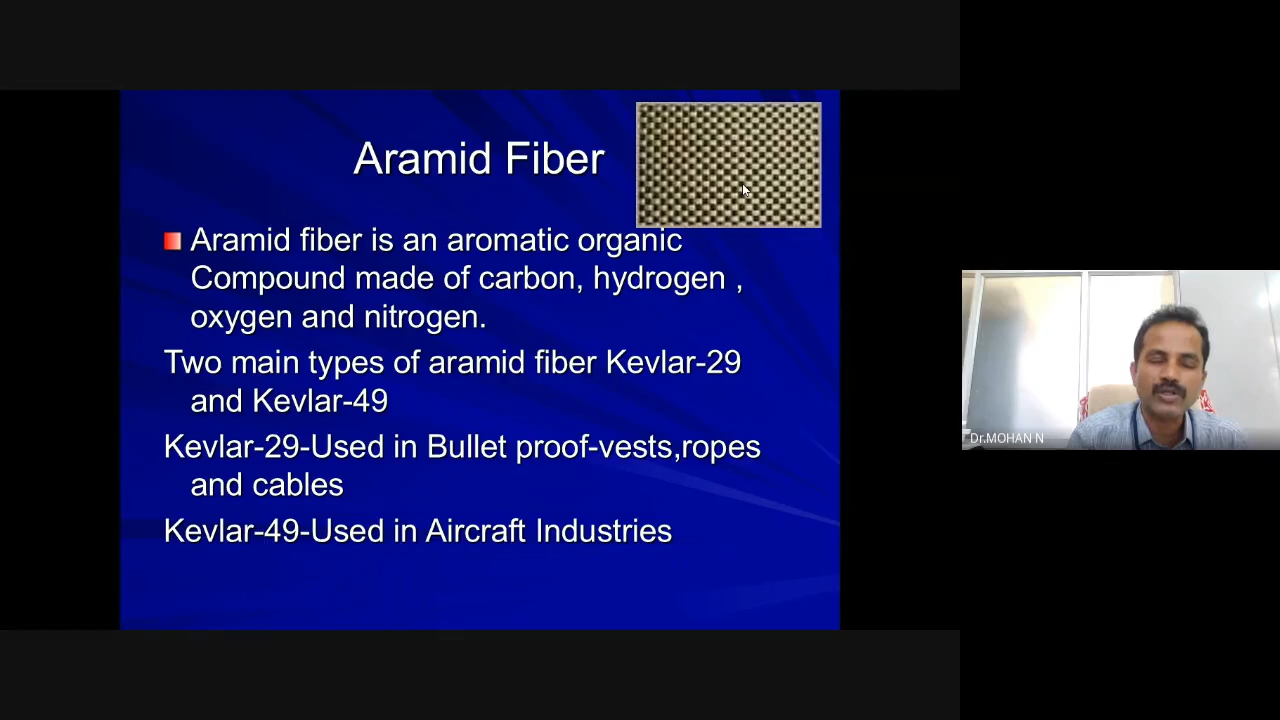 Aramid Fiber
Aramid fiber is an aromatic organic
Compound made of carbon, hydrogen ,
oxygen and nitrogen.
Two main types of aramid fiber Kevlar-29
and Kevlar-49
Kevlar-29-Used in Bullet proof-vests,ropes
and cables
Kevlar-49-Used in Aircraft Industries
Dr.MOHAN N